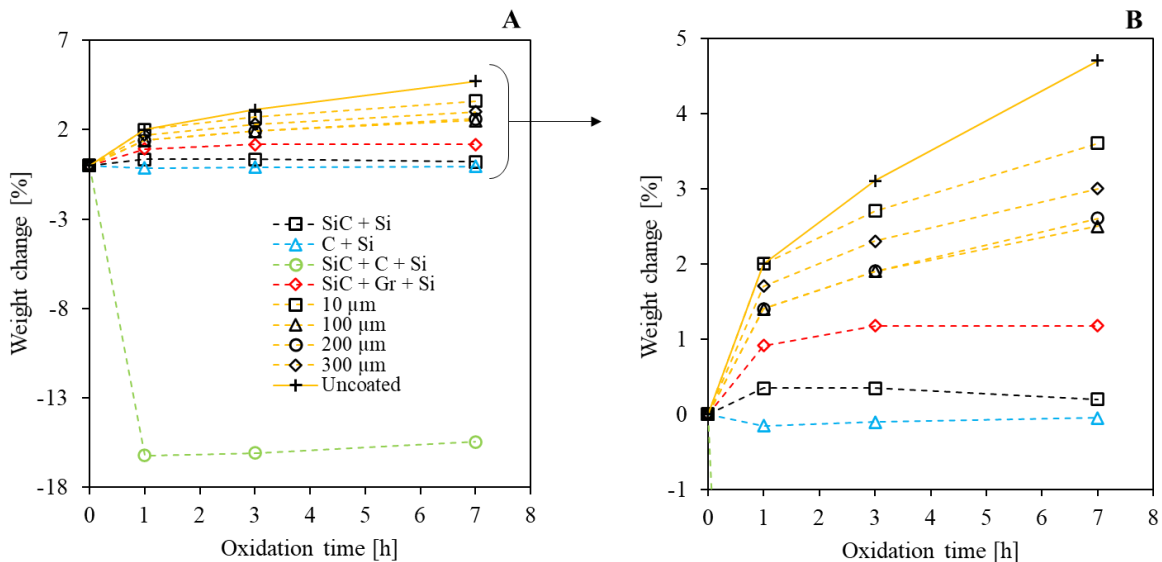 A
7
2
-3
-8
-13
-18
Weight change [%]
SiC + Si
C + Si
SiC + C + Si
SiC + Gr + Si
10 µm
100 µm
200 µm
300 µm
Uncoated
0 1 2 3 4 5 6 7 8
Oxidation time [h]
B
5
4
3
2
1
0
-1
Weight change [%]
0 1 2 3 4 5 6 7 8
Oxidation time [h]